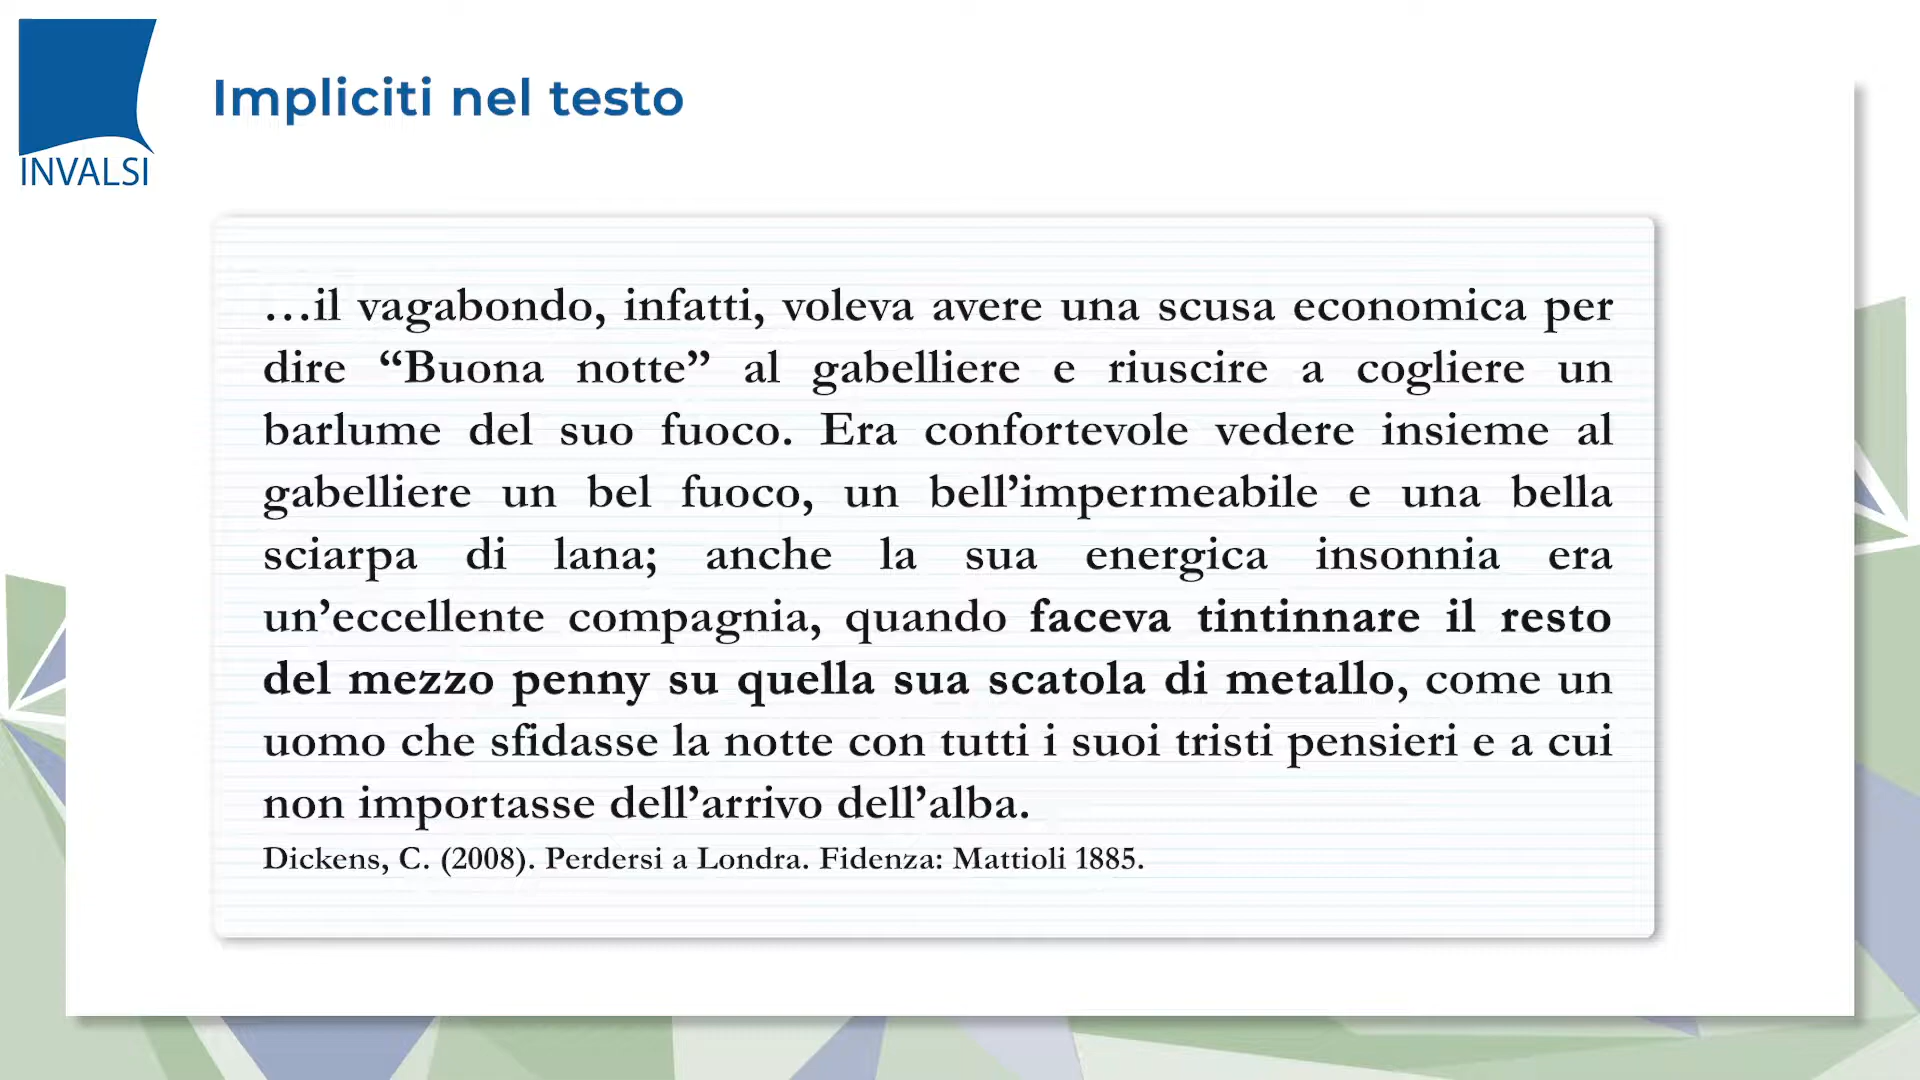 INVALSI
Impliciti nel testo
…il vagabondo, infatti, voleva avere una scusa economica per
dire “Buona notte” al gabelliere e riuscire a cogliere un
barlume del suo fuoco. Era confortevole vedere insieme al
gabelliere un bel fuoco, un bell’impermeabile e una bella
sciarpa di lana; anche la sua energica insonnia era
un’eccellente compagnia, quando faceva tintinnare il resto
del mezzo penny su quella sua scatola di metallo, come un
uomo che sfidasse la notte con tutti i suoi tristi pensieri e a cui
non importasse dell’arrivo dell’alba.
Dickens, C. (2008). Perdersi a Londra. Fidenza: Mattioli 1885.